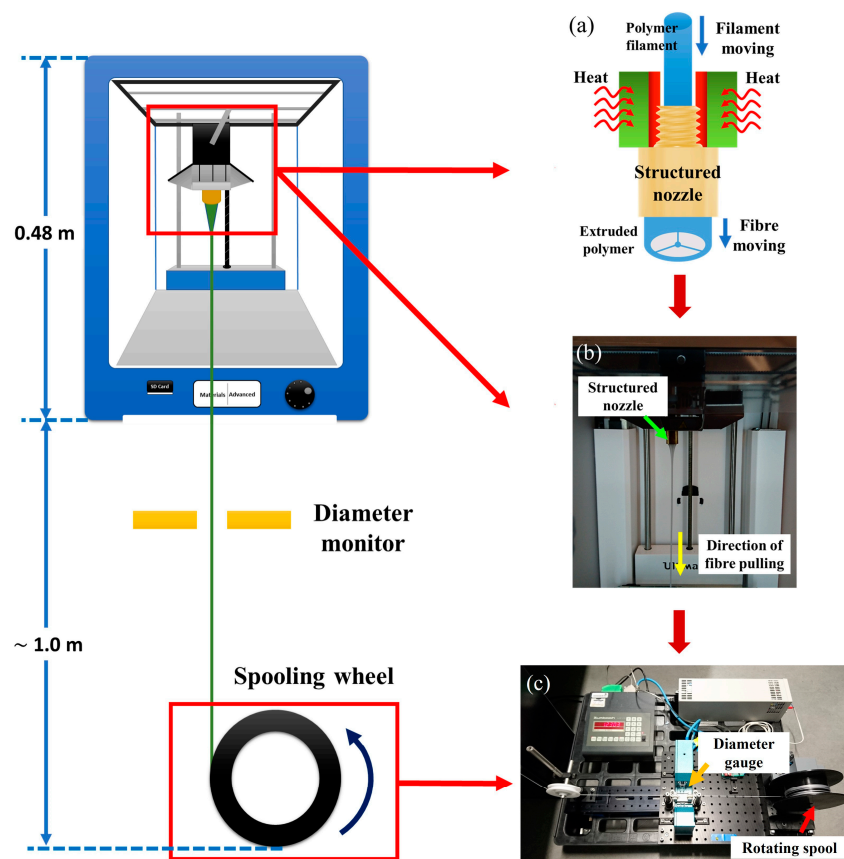 0.48 m
~ 1.0 m
SD Card
Materials Advanced
Diameter
monitor
Spooling wheel
(a)
Polymer
filament
Filament
moving
Heat
Heat
Structured
nozzle
Extruded
polymer
Fibre
moving
(b)
Structured
nozzle
Direction of
fibre pulling
(c)
Diameter
gauge
Rotating spool